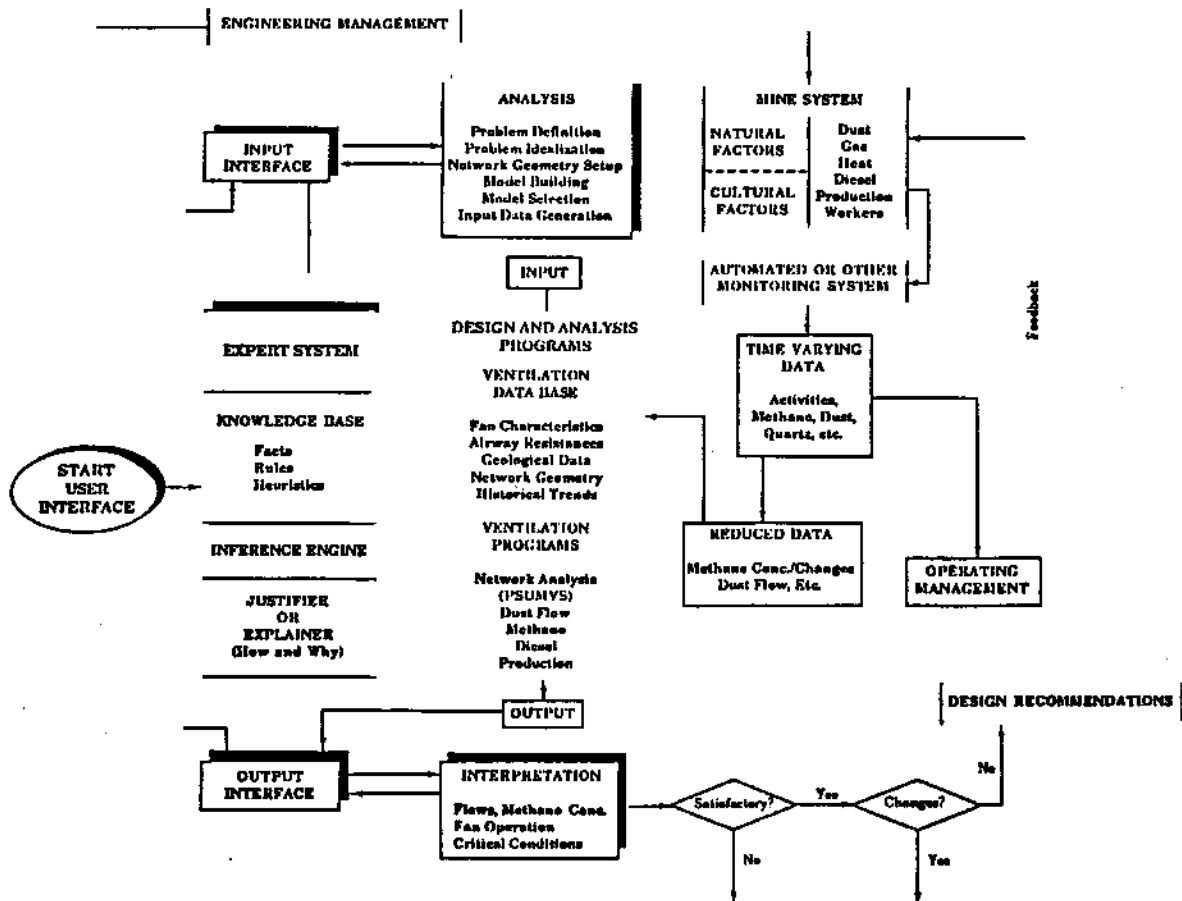 ENGINEERING MANAGEMENT
INPUT
INTERFACE
ANALYSIS
Problem Definition
Problem Idealization
Network Geometry Setup
Model Building
Model Selection
Input Data Generation
MINE SYSTEM
NATURAL
FACTORS
CULTURAL
FACTORS
Dust
Gas
Heat
Diesel
Production
Workers
AUTOMATED OR OTHER
MONITORING SYSTEM
Feedback
INPUT
DESIGN AND ANALYSIS
PROGRAMS
VENTILATION
DATA BASE
Fan Characteristics
Airway Resistances
Geological Data
Network Geometry
Historical Trends
VENTILATION
PROGRAMS
Network Analysis
(PSUMVS)
Dust Flow
Methane
Diesel
Production
OUTPUT
EXPERT SYSTEM
KNOWLEDGE BASE
Facts
Rules
Heuristics
START
USER
INTERFACE
INFERENCE ENGINE
JUSTIFIER
OR
EXPLAINER
(How and Why)
TIME VARYING
DATA
Activities,
Methane, Dust,
Quartz, etc.
REDUCED DATA
Methane Conc./Changes
Dust Flow, Etc.
OPERATING
MANAGEMENT
DESIGN RECOMMENDATIONS
OUTPUT
INTERFACE
INTERPRETATION
Flows, Methane Conc.
Fan Operation
Critical Conditions
Satisfactory?
Yes
Changes?
No
No
Yes